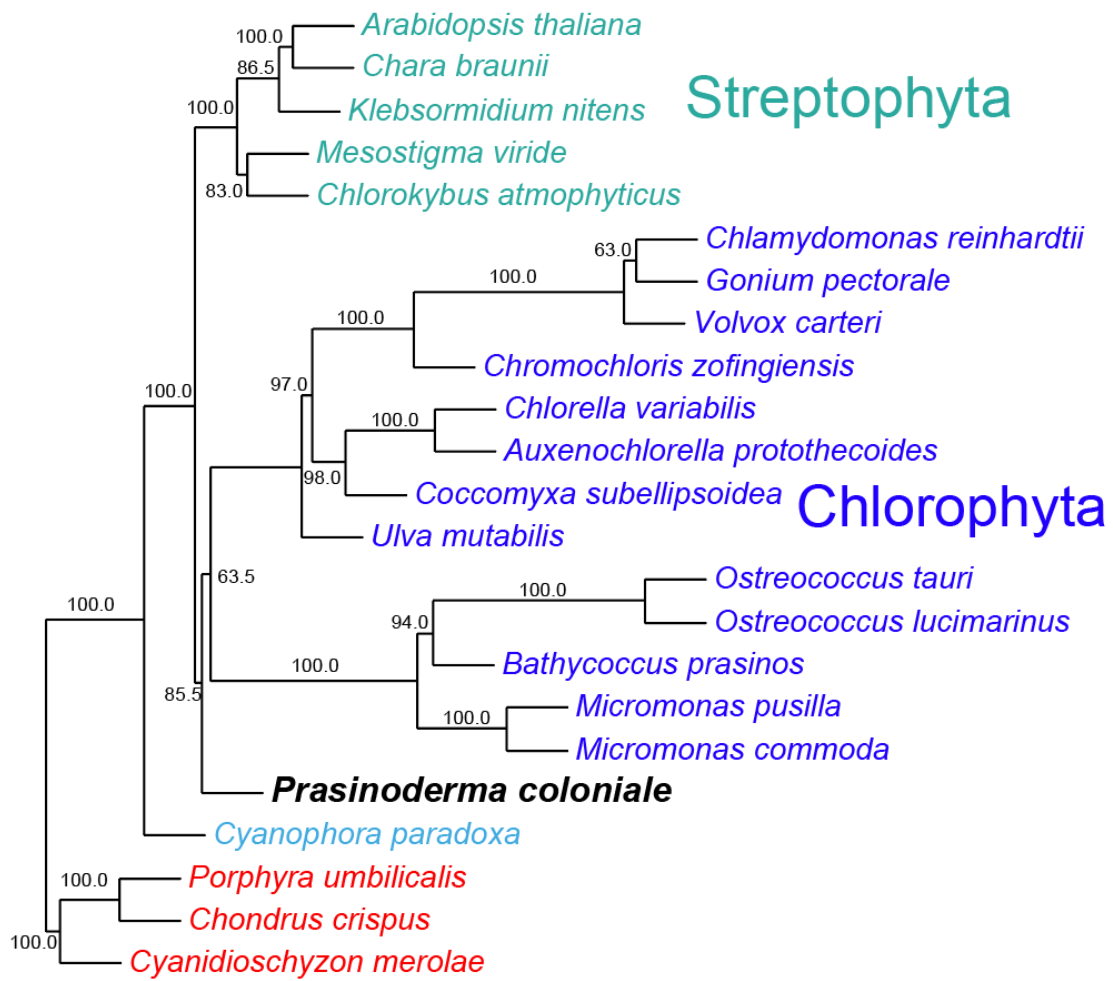 Arabidopsis thaliana
100.0
Chara braunii
86.5
Streptophyta
100.0
Klebsormidium nitens
Mesostigma viride
83.0
Chlorokybus atmophyticus
Chlamydomonas reinhardtii
63.0
100.0
Gonium pectorale
100.0
Volvox carteri
Chromochloris zofingiensis
97.0
100.0
Chlorella variabilis
100.0
Auxenochlorella protothecoides
98.0
Coccomyxa subellipsoidea
Chlorophyta
Ulva mutabilis
63.5
Ostreococcus tauri
100.0
100.0
Ostreococcus lucimarinus
94.0
Bathycoccus prasinos
100.0
85.5
Micromonas pusilla
100.0
Micromonas commoda
Prasinoderma coloniale
Cyanophora paradoxa
Porphyra umbilicalis
100.0
Chondrus crispus
100.0
Cyanidioschyzon merolae